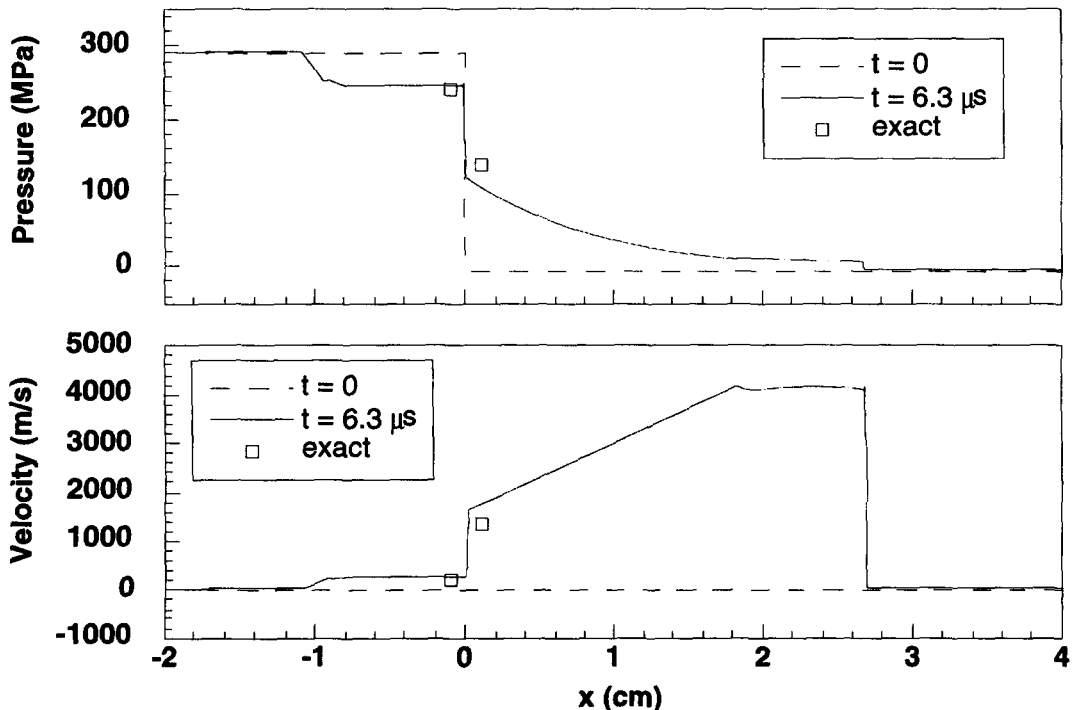 Pressure (MPa)
300
200
100
0
t = 0
t = 6.3 μs
exact
Velocity (m/s)
5000
4000
3000
2000
1000
0
-1000
t = 0
t = 6.3 μs
exact
-2 -1 0 1 2 3 4
x (cm)